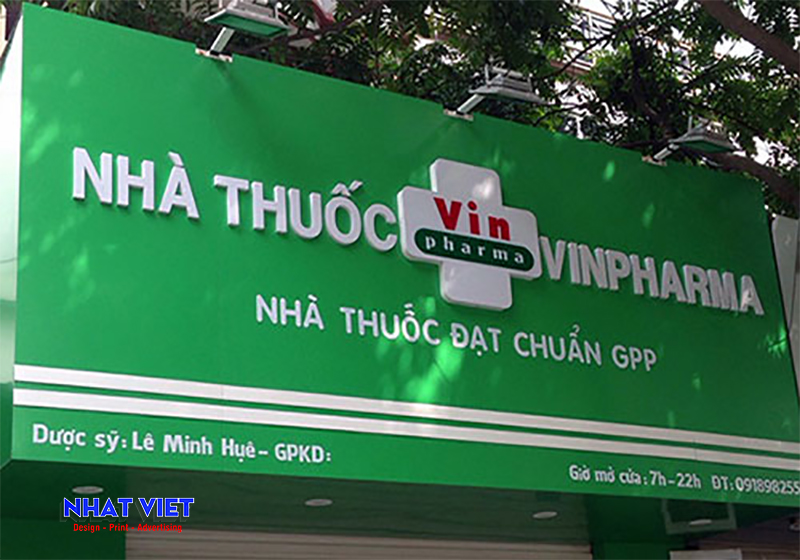 NHÀ THUỐC Vin pharma VINPHARMA
NHÀ THUỐC ĐẠT CHUẨN GPP
Dược sỹ: Lê Minh Huệ - GPKD:
Giờ mở cửa: 7h-22h ĐT: 091898255
NHAT VIET
Design - Print - Advertising